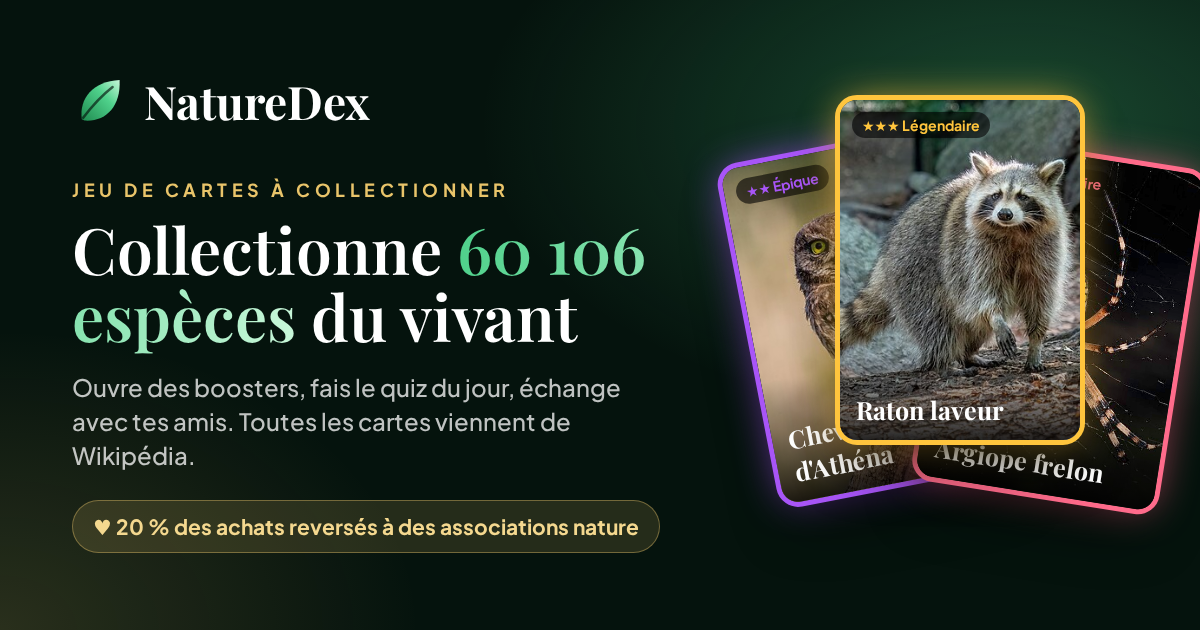 NatureDex
JEU DE CARTES À COLLECTIONNER
Collectionne 60 106
espèces du vivant
Ouvre des boosters, fais le quiz du jour, échange
avec tes amis. Toutes les cartes viennent de
Wikipédia.
♥ 20 % des achats reversés à des associations nature
★★ Épique
d'Athéna
★★★ Légendaire
Raton laveur
Argiope frelon